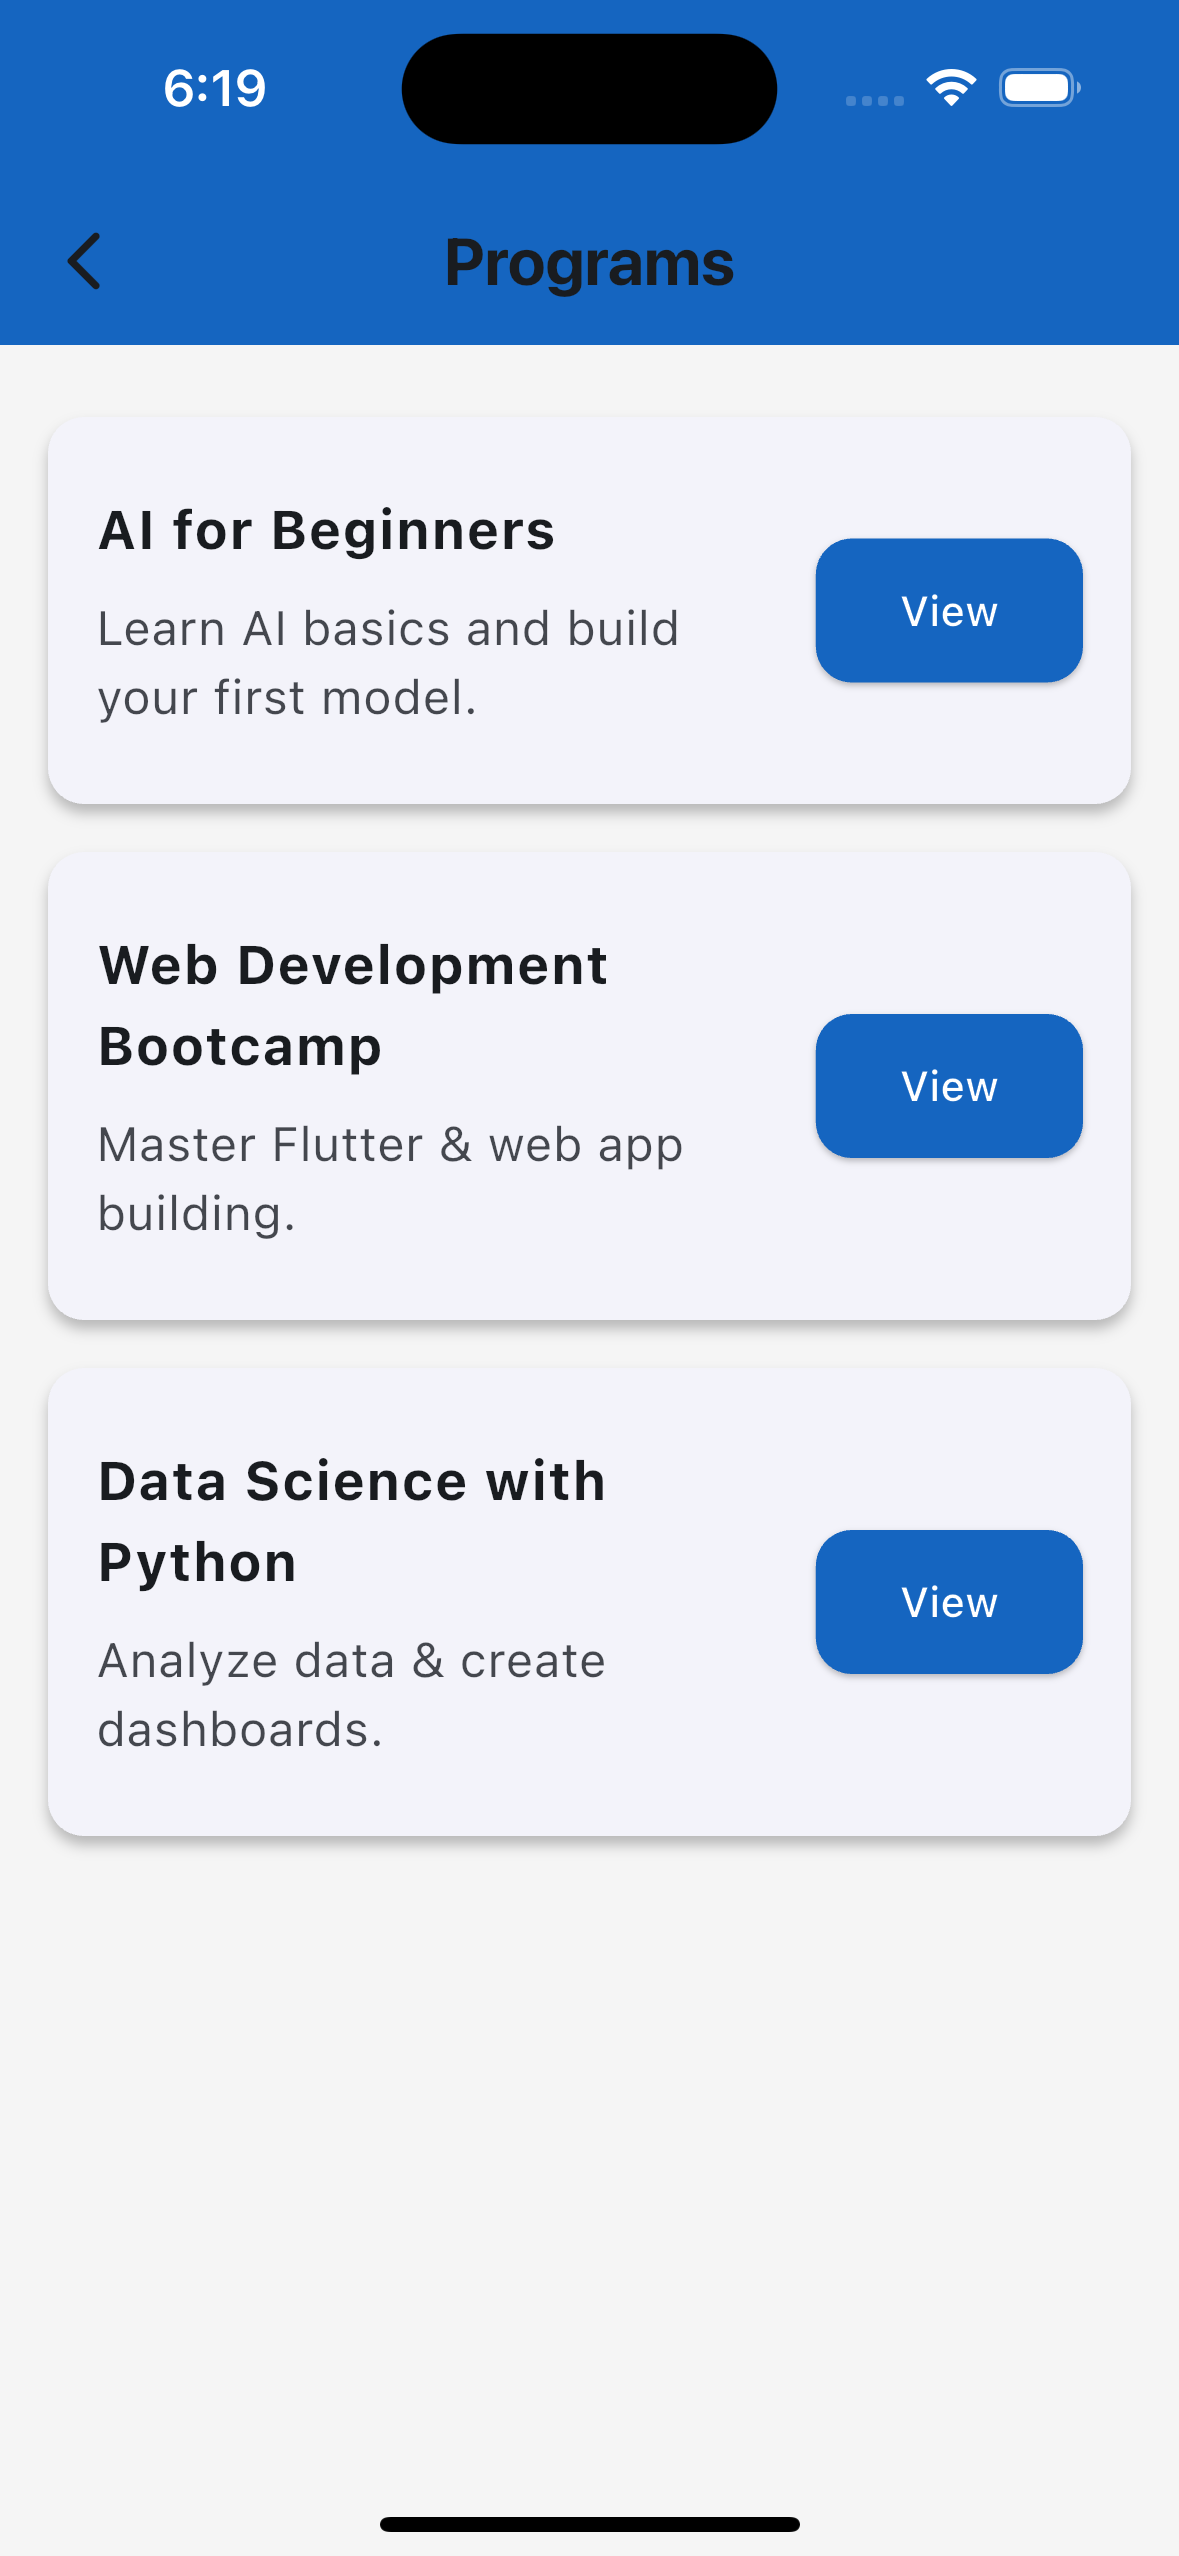 6:19
Programs
AI for Beginners
Learn AI basics and build
your first model.
View
Web Development
Bootcamp
Master Flutter & web app
building.
View
Data Science with
Python
Analyze data & create
dashboards.
View